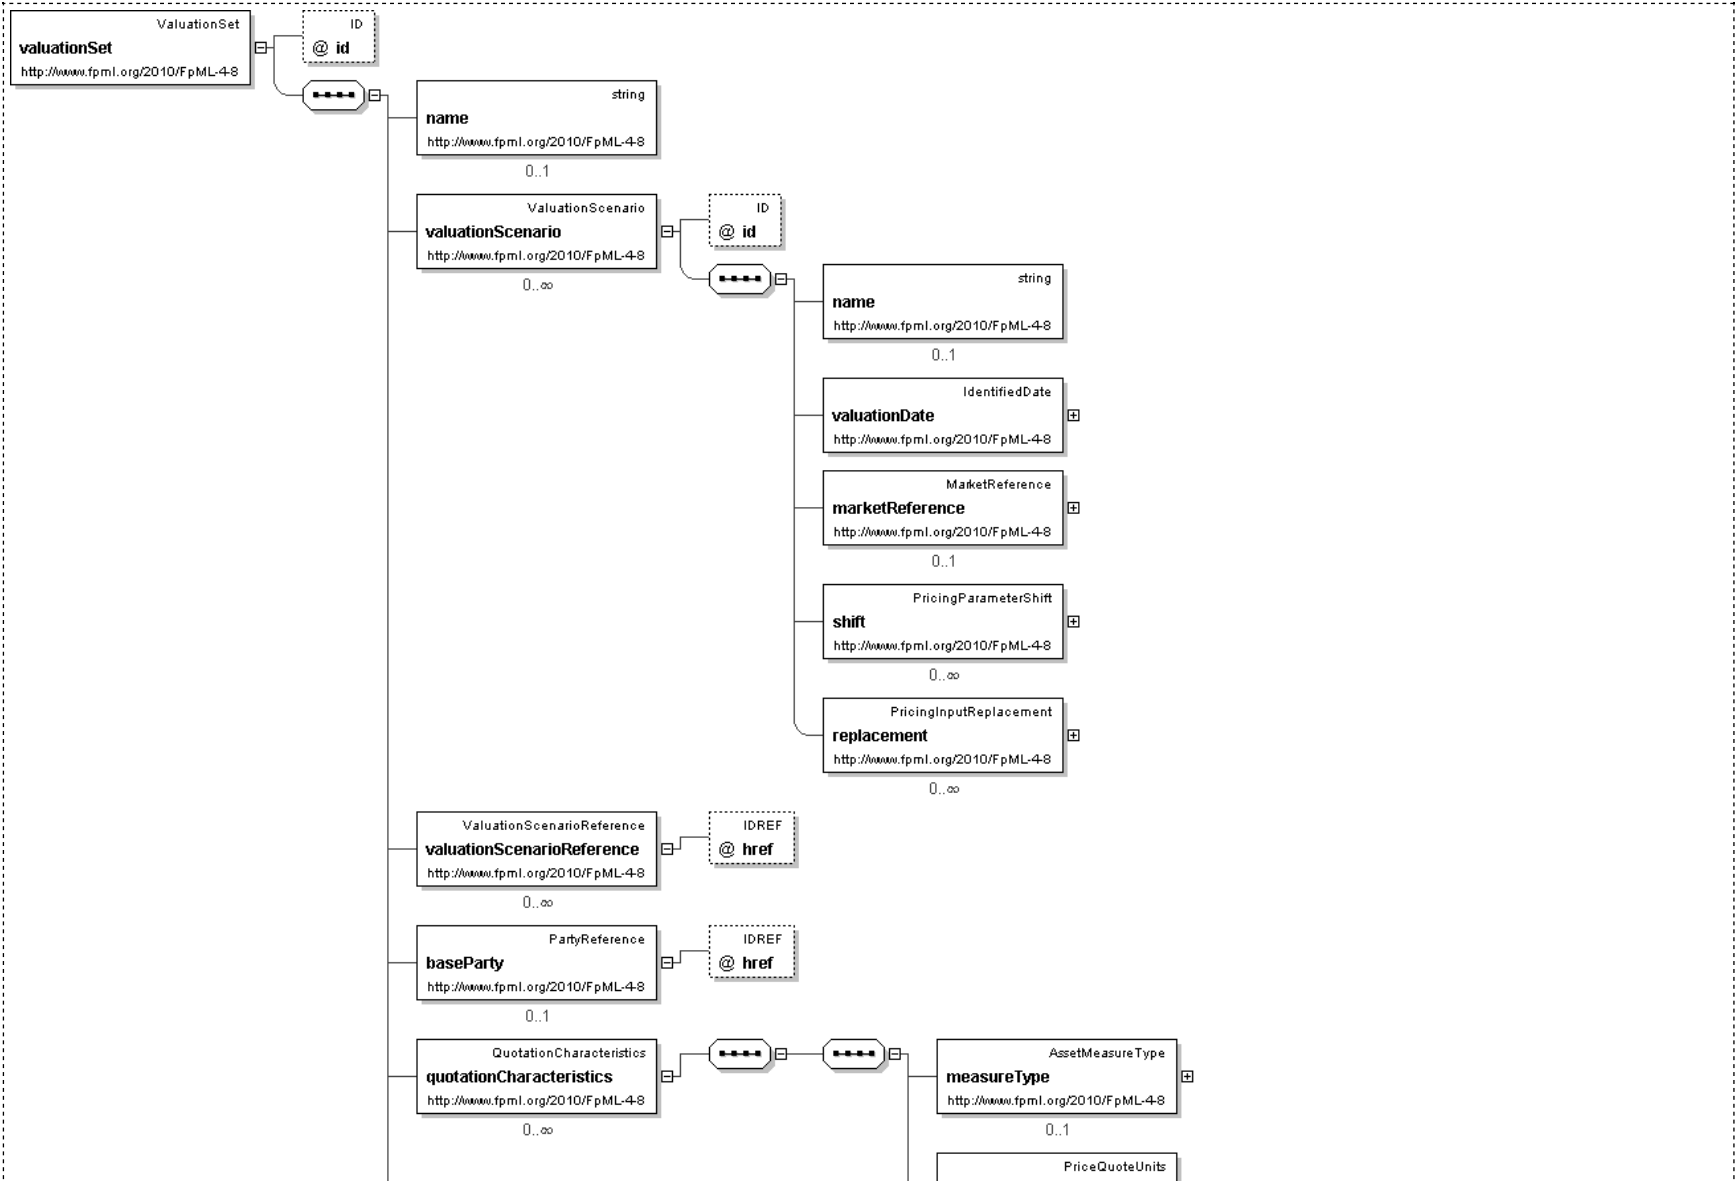 ValuationSet
valuationSet
http://www.fpml.org/2010/FpML-4-8
ID
@ id
string
name
http://www.fpml.org/2010/FpML-4-8
0..1
ValuationScenario
valuationScenario
http://www.fpml.org/2010/FpML-4-8
0..∞
ID
@ id
string
name
http://www.fpml.org/2010/FpML-4-8
0..1
IdentifiedDate
valuationDate
http://www.fpml.org/2010/FpML-4-8
MarketReference
marketReference
http://www.fpml.org/2010/FpML-4-8
0..1
PricingParameterShift
shift
http://www.fpml.org/2010/FpML-4-8
0..∞
PricingInputReplacement
replacement
http://www.fpml.org/2010/FpML-4-8
0..∞
ValuationScenarioReference
valuationScenarioReference
http://www.fpml.org/2010/FpML-4-8
0..∞
IDREF
@ href
PartyReference
baseParty
http://www.fpml.org/2010/FpML-4-8
0..1
IDREF
@ href
QuotationCharacteristics
quotationCharacteristics
http://www.fpml.org/2010/FpML-4-8
0..∞
AssetMeasureType
measureType
http://www.fpml.org/2010/FpML-4-8
0..1
PriceQuoteUnits